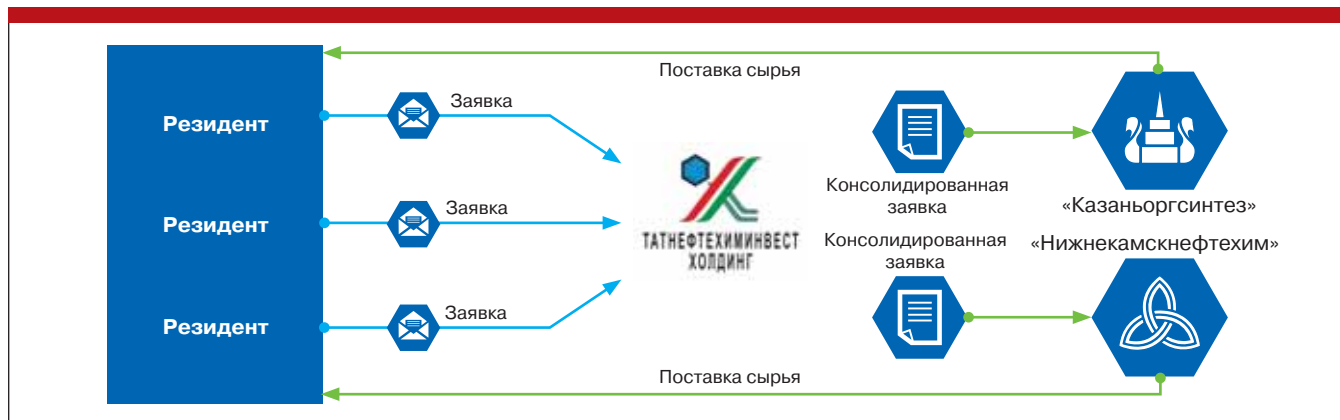 Поставка сырья
Резидент
Заявка
Резидент
Заявка
Резидент
Заявка
ТАТНЕФТЕХИМИНВЕСТ
ХОЛДИНГ
Консолидированная
заявка
«Казаньоргсинтез»
Консолидированная
заявка
«Нижнекамскнефтехим»
Поставка сырья